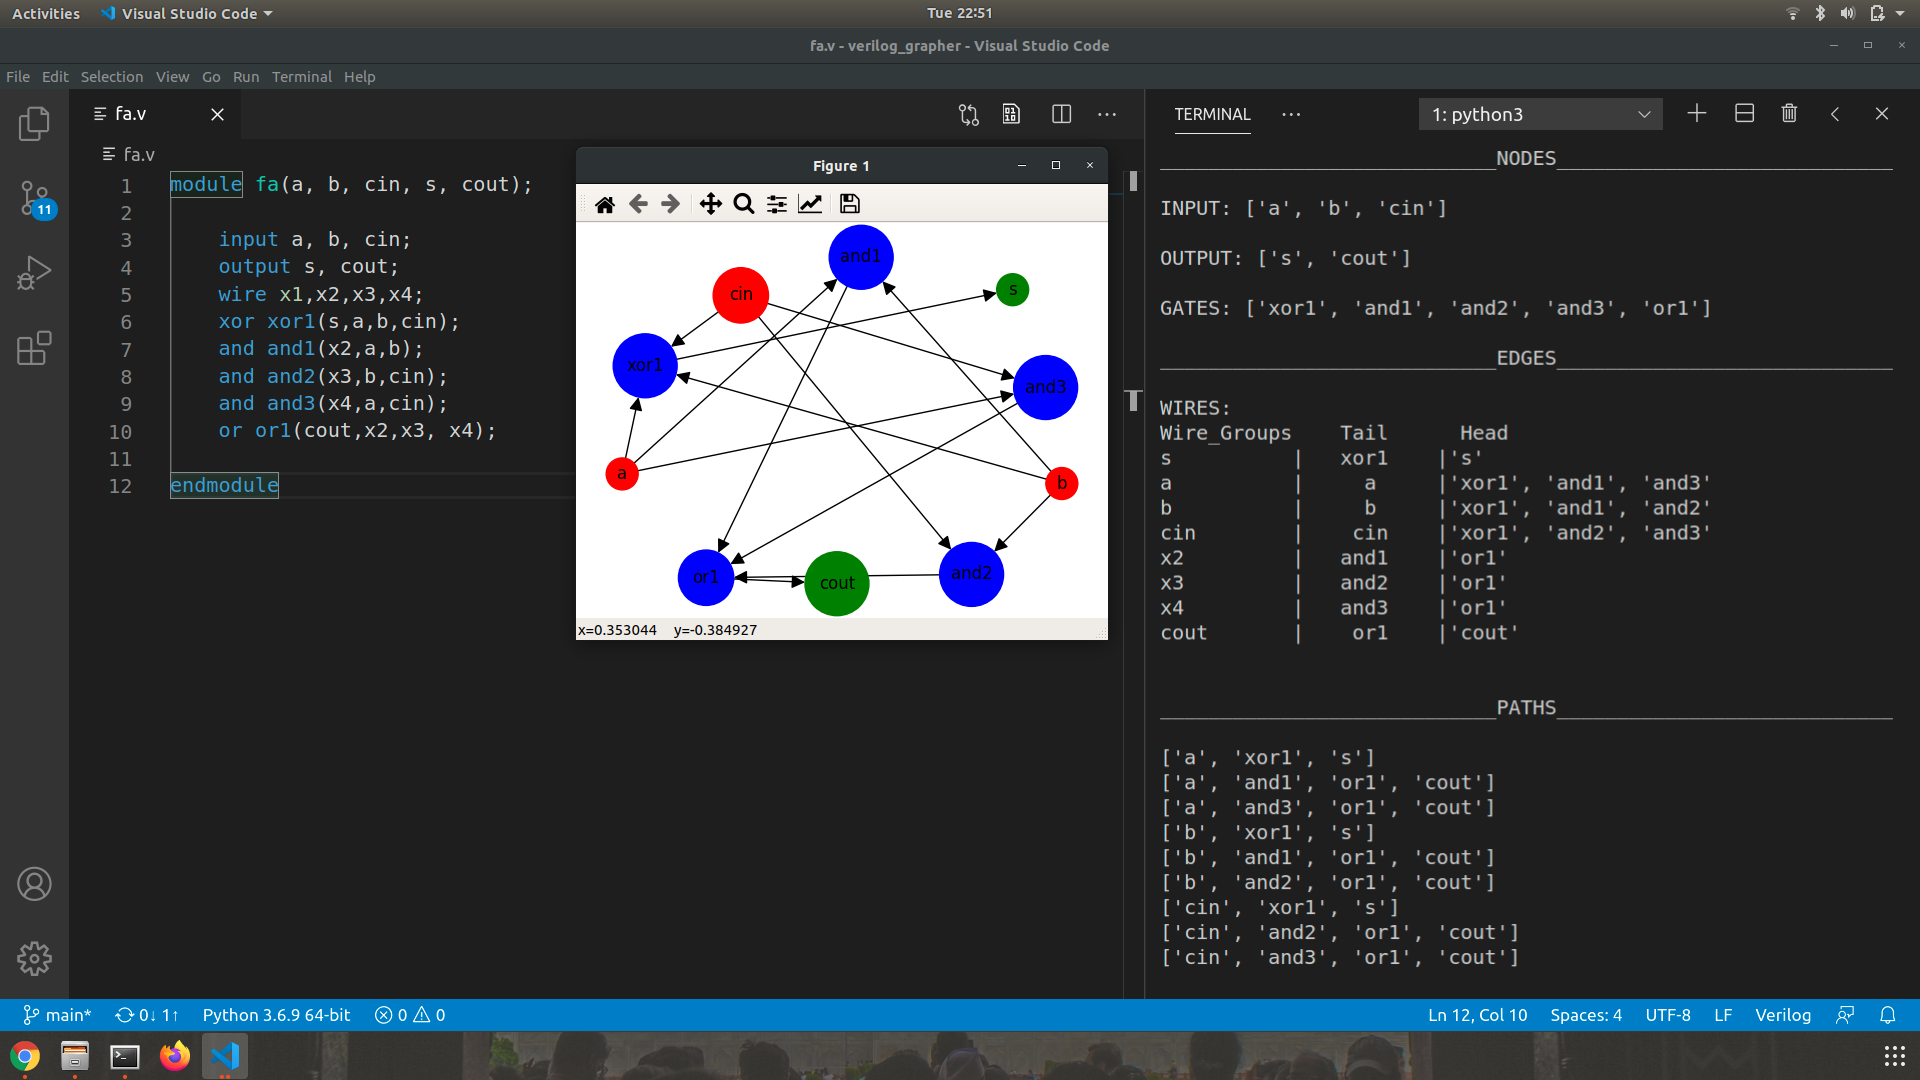 Activities Visual Studio Code Tue 22:51
fa.v - verilog_grapher - Visual Studio Code
File Edit Selection View Go Run Terminal Help
fa.v
fa.v
11
1 module fa(a, b, cin, s, cout);
2
3 input a, b, cin;
4 output s, cout;
5 wire x1,x2,x3,x4;
6 xor xor1(s,a,b,cin);
7 and and1(x2,a,b);
8 and and2(x3,b,cin);
9 and and3(x4,a,cin);
10 or or1(cout,x2,x3, x4);
11
12 endmodule
Figure 1
and1
cin
s
xor1
and3
a
b
or1
cout
and2
x=0.353044 y=-0.384927
TERMINAL 1: python3
____________________________NODES____________________________
INPUT: ['a', 'b', 'cin']
OUTPUT: ['s', 'cout']
GATES: ['xor1', 'and1', 'and2', 'and3', 'or1']
____________________________EDGES____________________________
WIRES:
Wire_Groups Tail Head
s | xor1 |'s'
a | a |'xor1', 'and1', 'and3'
b | b |'xor1', 'and1', 'and2'
cin | cin |'xor1', 'and2', 'and3'
x2 | and1 |'or1'
x3 | and2 |'or1'
x4 | and3 |'or1'
cout | or1 |'cout'
____________________________PATHS____________________________
['a', 'xor1', 's']
['a', 'and1', 'or1', 'cout']
['a', 'and3', 'or1', 'cout']
['b', 'xor1', 's']
['b', 'and1', 'or1', 'cout']
['b', 'and2', 'or1', 'cout']
['cin', 'xor1', 's']
['cin', 'and2', 'or1', 'cout']
['cin', 'and3', 'or1', 'cout']
main* 0↓ 1↑ Python 3.6.9 64-bit 0 0 Ln 12, Col 10 Spaces: 4 UTF-8 LF Verilog